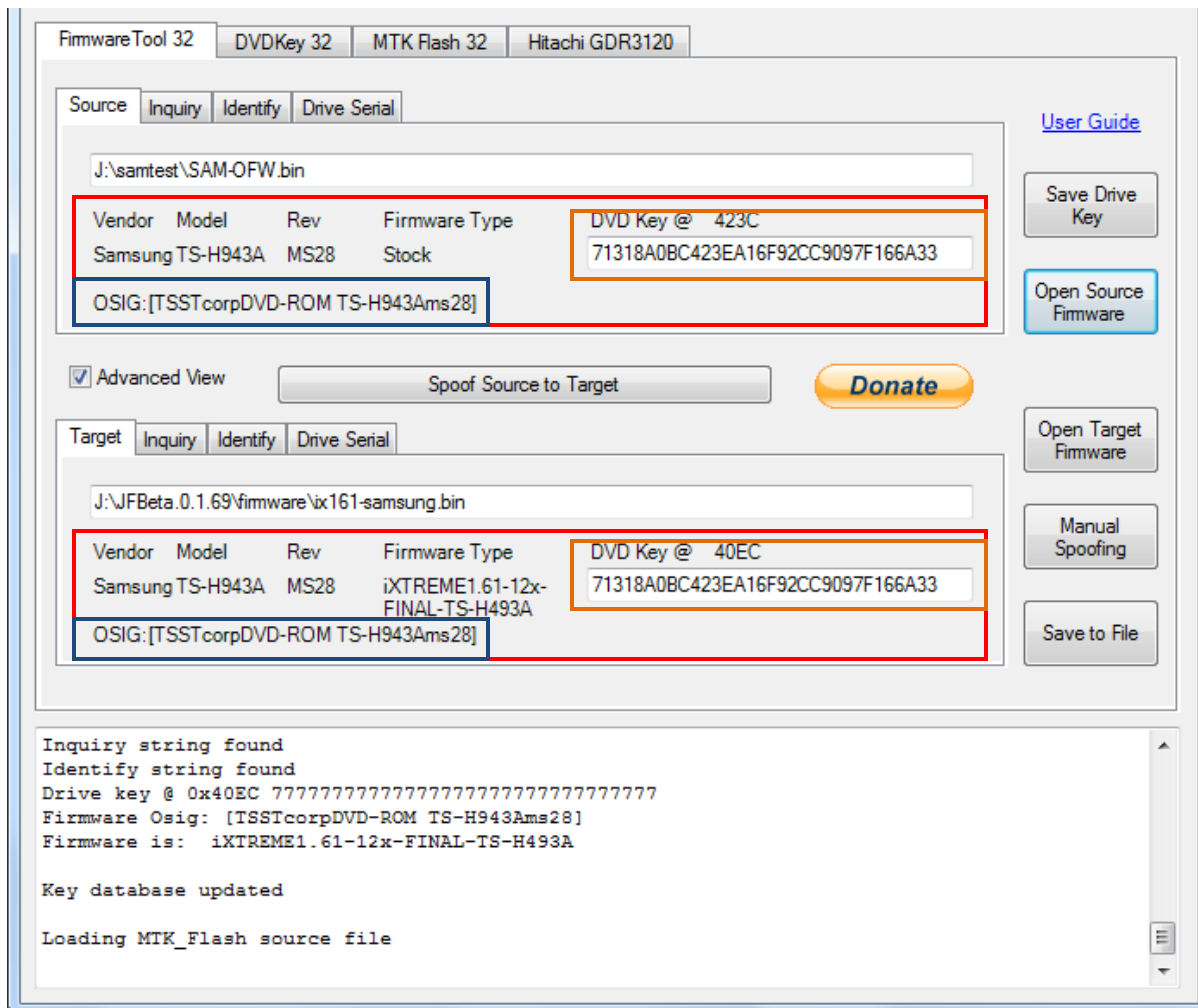 FirmwareTool 32 DVDKey 32 MTK Flash 32 Hitachi GDR3120
Source Inquiry Identify Drive Serial
User Guide
J:\samtest\SAM-OFW.bin
Save Drive
Key
Vendor Model Rev Firmware Type DVD Key @ 423C
Samsung TS-H943A MS28 Stock 71318A0BC423EA16F92CC9097F166A33
OSIG:[TSSTcorpDVD-ROM TS-H943Ams28]
Open Source
Firmware
Advanced View Spoof Source to Target Donate
Target Inquiry Identify Drive Serial
Open Target
Firmware
J:\JFBeta.0.1.69\firmware\ix161-samsung.bin
Manual
Spoofing
Vendor Model Rev Firmware Type DVD Key @ 40EC
Samsung TS-H943A MS28 iXTREME1.61-12x- 71318A0BC423EA16F92CC9097F166A33
FINAL-TS-H493A
OSIG:[TSSTcorpDVD-ROM TS-H943Ams28]
Save to File
Inquiry string found
Identify string found
Drive key @ 0x40EC 77777777777777777777777777777777
Firmware Osig: [TSSTcorpDVD-ROM TS-H943Ams28]
Firmware is: iXTREME1.61-12x-FINAL-TS-H493A
Key database updated
Loading MTK_Flash source file